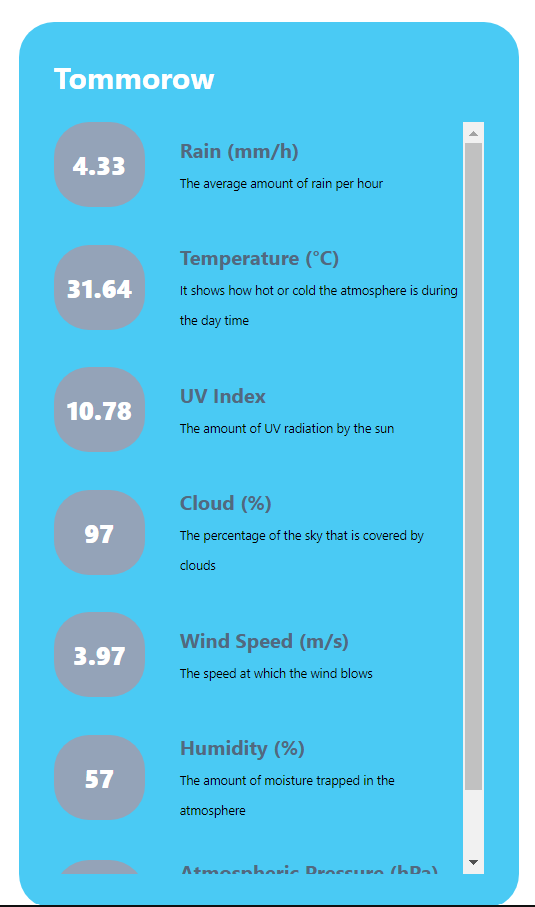 Tommorow
4.33
Rain (mm/h)
The average amount of rain per hour
31.64
Temperature (°C)
It shows how hot or cold the atmosphere is during
the day time
10.78
UV Index
The amount of UV radiation by the sun
97
Cloud (%)
The percentage of the sky that is covered by
clouds
3.97
Wind Speed (m/s)
The speed at which the wind blows
57
Humidity (%)
The amount of moisture trapped in the
atmosphere
Atmospheric Pressure (hPa)